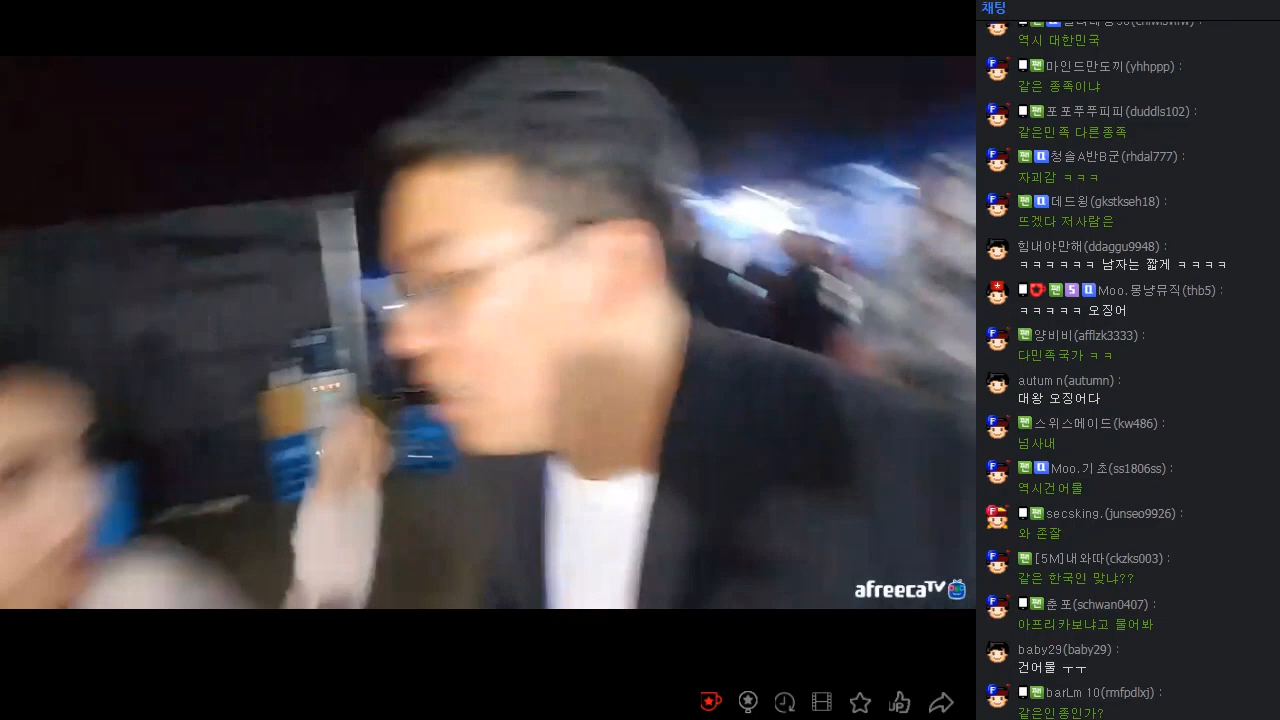 채팅
역시 대한민국
마인드만도끼(yhhppp) :
같은 종족이냐
포포푸푸피피(duddls102) :
같은민족 다른종족
청솔A반B군(rhdal777) :
자괴감 ㅋㅋㅋ
데드윙(gkstkseh18) :
뜨겠다 저사람은
힘내야만해(ddaggu9948) :
ㅋㅋㅋㅋㅋㅋ 남자는 짧게 ㅋㅋㅋㅋ
Moo.몽냥뮤직(thb5) :
ㅋㅋㅋㅋㅋ 오징어
양비비(afflzk3333) :
다민족국가 ㅋㅋ
autumn(autumn) :
대왕 오징어다
스위스메이드(kw486) :
넘사내
Moo.기초(ss1806ss) :
역시건어물
secsking.(junseo9926) :
와 존잘
[5M]내와따(ckzks003) :
같은 한국인 맞냐??
춘포(schwan0407) :
아프리카보냐고 물어봐
baby29(baby29) :
건어물 ㅜㅜ
barLm10(rmfpdlxj) :
같은인종인가?
afreecaTV